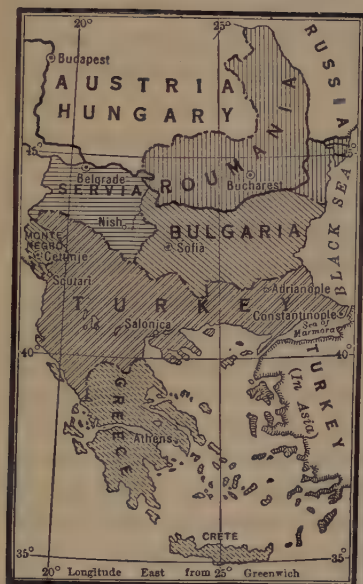 20°
25°
Budapest
RUSSIA
AUSTRIA
HUNGARY
45
45
Belgrade
ROUMANIA
SERVIA
Bucharest
Nish
BULGARIA
Sofia
BLACK SEA
MONTE
NEGRO
Cetinje
Scutari
TURKEY
Adrianople
Constantinople
Salonica
Sea of
Marmora
40
40°
TURKEY
(In Asia)
GREECE
Athens
CRETE
35°
35°
20° Longitude East from 25° Greenwich